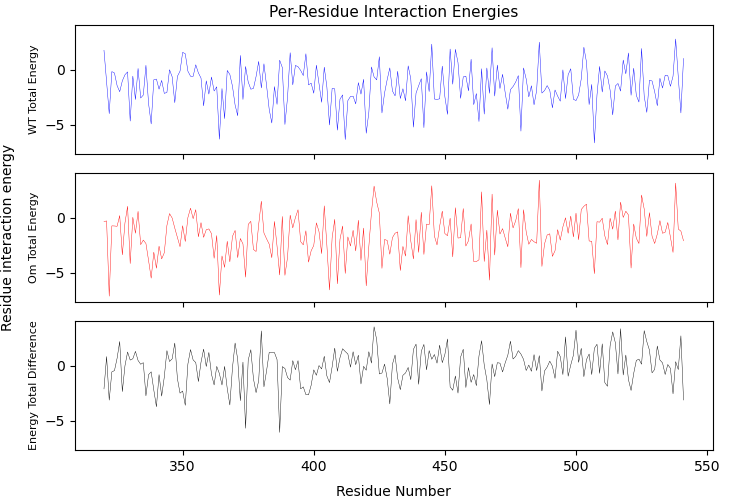 Per-Residue Interaction Energies
Residue interaction energy
WT Total Energy
0
−5
Om Total Energy
0
−5
Energy Total Difference
0
−5
350
400
450
500
550
Residue Number